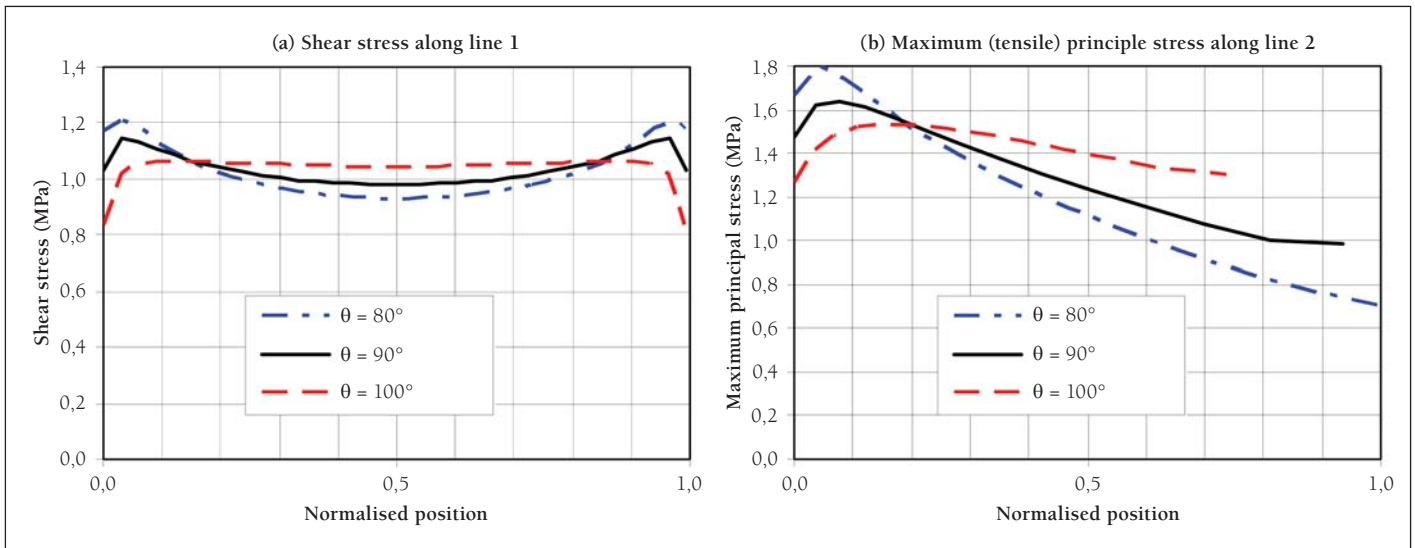 (a) Shear stress along line 1
1,4
1,2
1,0
0,8
0,6
0,4
0,2
0,0
Shear stress (MPa)
θ = 80°
θ = 90°
θ = 100°
0,0
0,5
1,0
Normalised position
(b) Maximum (tensile) principle stress along line 2
1,8
1,6
1,4
1,2
1,0
0,8
0,6
0,4
0,2
0,0
Maximum principal stress (MPa)
θ = 80°
θ = 90°
θ = 100°
0,0
0,5
1,0
Normalised position